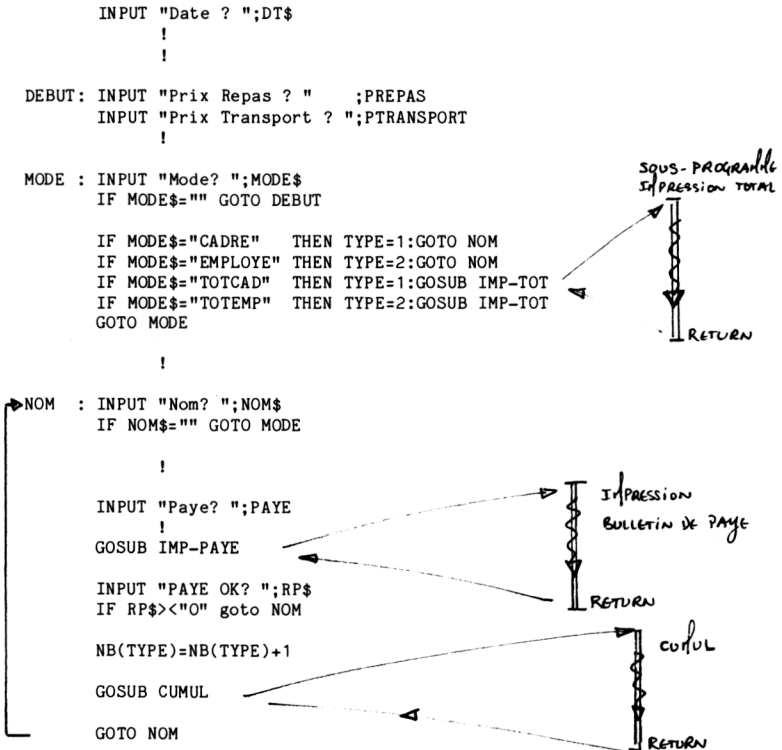 INPUT "Date ? ";DT$
!
!
DEBUT: INPUT "Prix Repas ? " ;PREPAS
INPUT "Prix Transport ? ";PTRANSPORT
!
MODE : INPUT "Mode? ";MODE$
IF MODE$="" GOTO DEBUT
IF MODE$="CADRE" THEN TYPE=1:GOTO NOM
IF MODE$="EMPLOYE" THEN TYPE=2:GOTO NOM
IF MODE$="TOTCAD" THEN TYPE=1:GOSUB IMP-TOT
IF MODE$="TOTEMP" THEN TYPE=2:GOSUB IMP-TOT
GOTO MODE
SOUS-PROGRAMME
IMPRESSION TOTAL
RETURN
!
NOM : INPUT "Nom? ";NOM$
IF NOM$="" GOTO MODE
!
INPUT "Paye? ";PAYE
!
GOSUB IMP-PAYE
IMPRESSION
BULLETIN DE PAYE
RETURN
INPUT "PAYE OK? ";RP$
IF RP$><"O" goto NOM
NB(TYPE)=NB(TYPE)+1
GOSUB CUMUL
CUMUL
RETURN
GOTO NOM